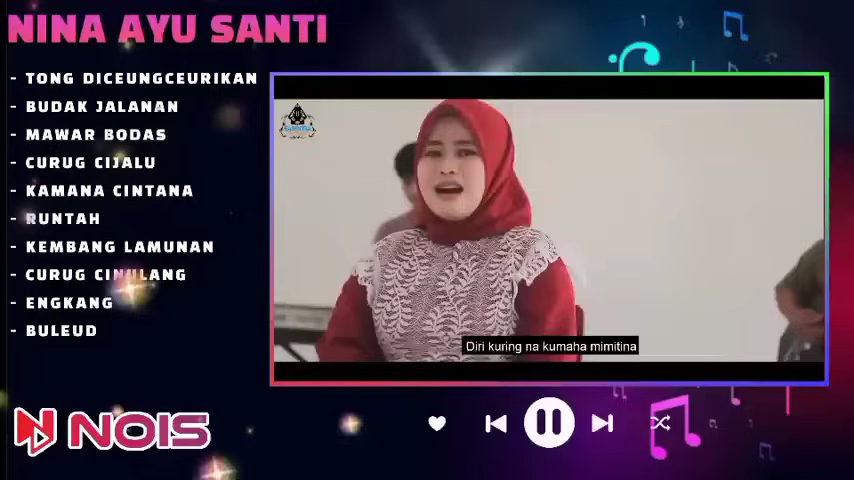 NINA AYU SANTI
- TONG DICEUNGCEURIKAN
- BUDAK JALANAN
- MAWAR BODAS
- CURUG CIJALU
- KAMANA CINTANA
- RUNTAH
- KEMBANG LAMUNAN
- CURUG CINULANG
- ENGKANG
- BULEUD
Diri kuring na kumaha mimitina
NOIS